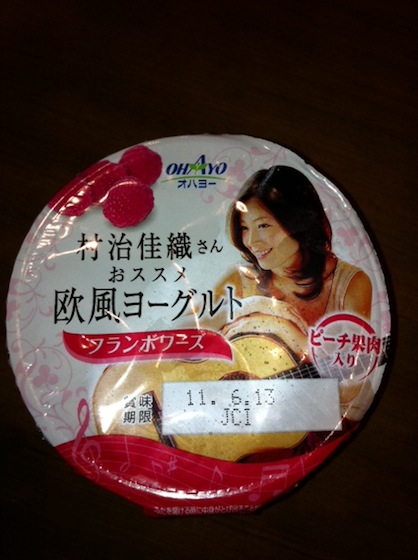 OHAYO
オハヨー
村治佳織さん
おススメ
欧風ヨーグルト
フランボワーズ
ピーチ果肉
入り
賞味
期限
11. 6.13
JCI